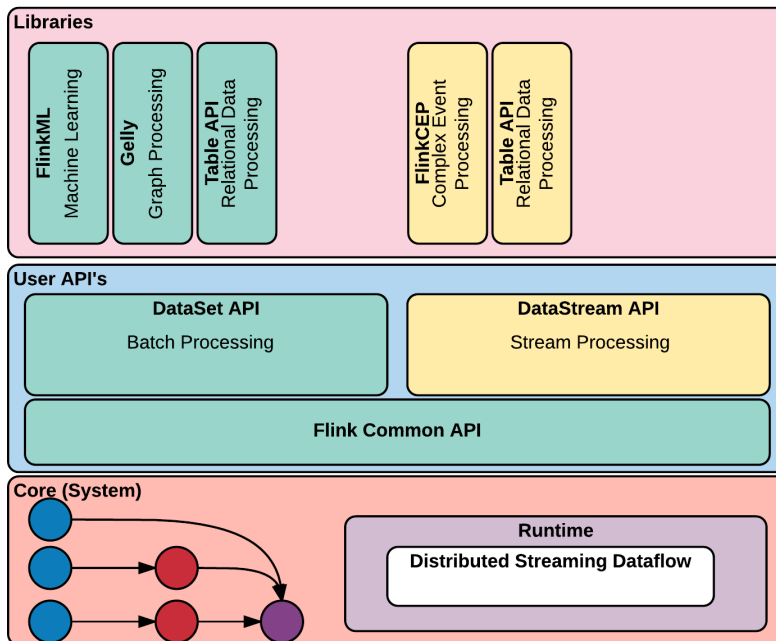 Libraries
FlinkML
Machine Learning
Gelly
Graph Processing
Table API
Relational Data
Processing
FlinkCEP
Complex Event
Processing
Table API
Relational Data
Processing
User API's
DataSet API
Batch Processing
DataStream API
Stream Processing
Flink Common API
Core (System)
Runtime
Distributed Streaming Dataflow